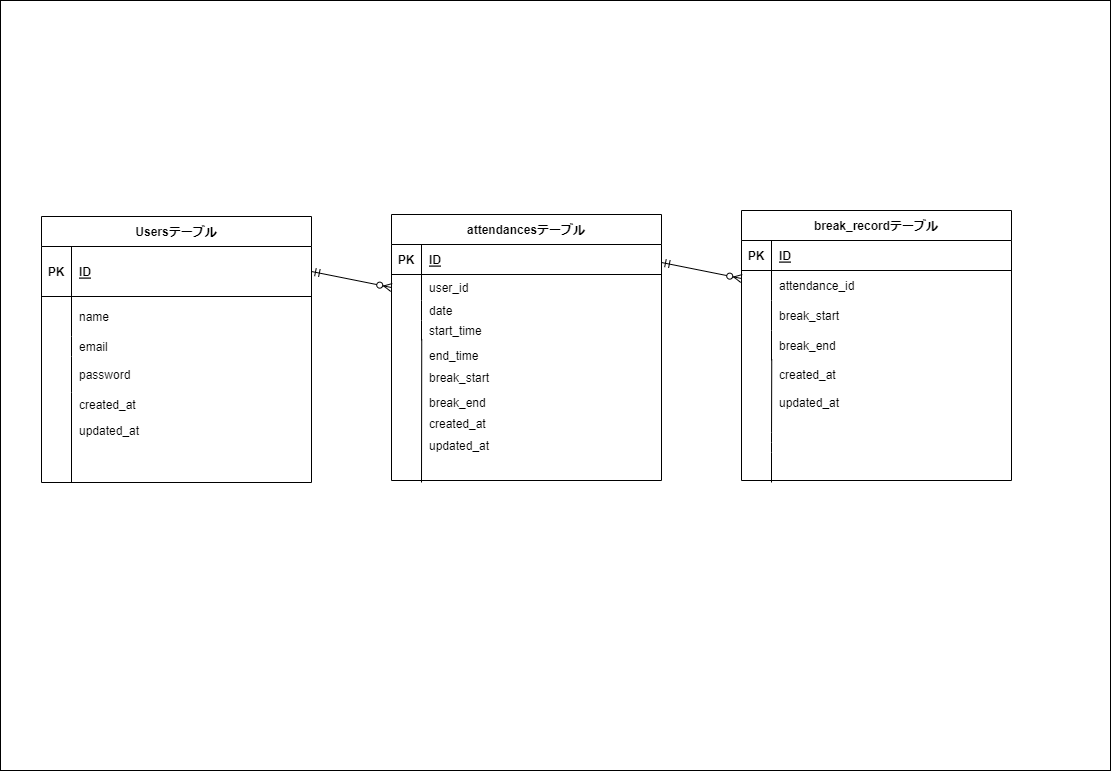 Usersテーブル
PK ID
name
email
password
created_at
updated_at
attendancesテーブル
PK ID
user_id
date
start_time
end_time
break_start
break_end
created_at
updated_at
break_recordテーブル
PK ID
attendance_id
break_start
break_end
created_at
updated_at